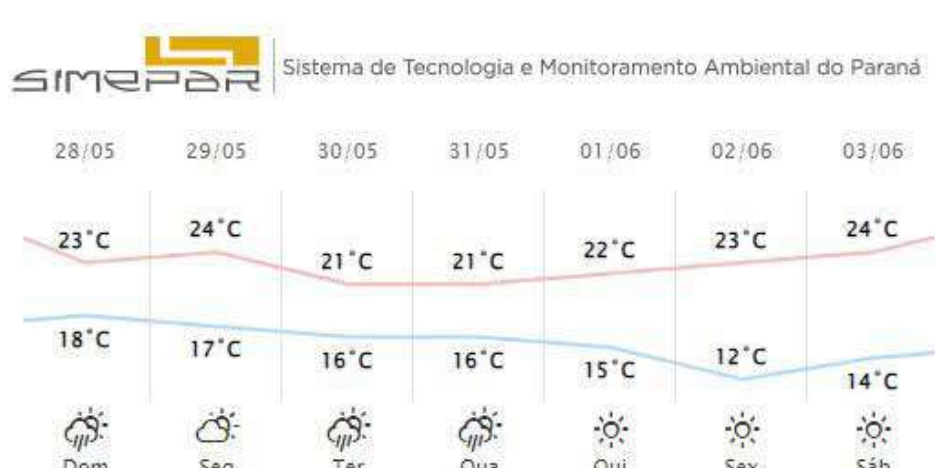 SIMEPAR
Sistema de Tecnologia e Monitoramento Ambiental do Paraná
28/05 29/05 30/05 31/05 01/06 02/06 03/06
23°C 24°C 21°C 21°C 22°C 23°C 24°C
18°C 17°C 16°C 16°C 15°C 12°C 14°C
Dom Seg Ter Qua Qui Sex Sáb